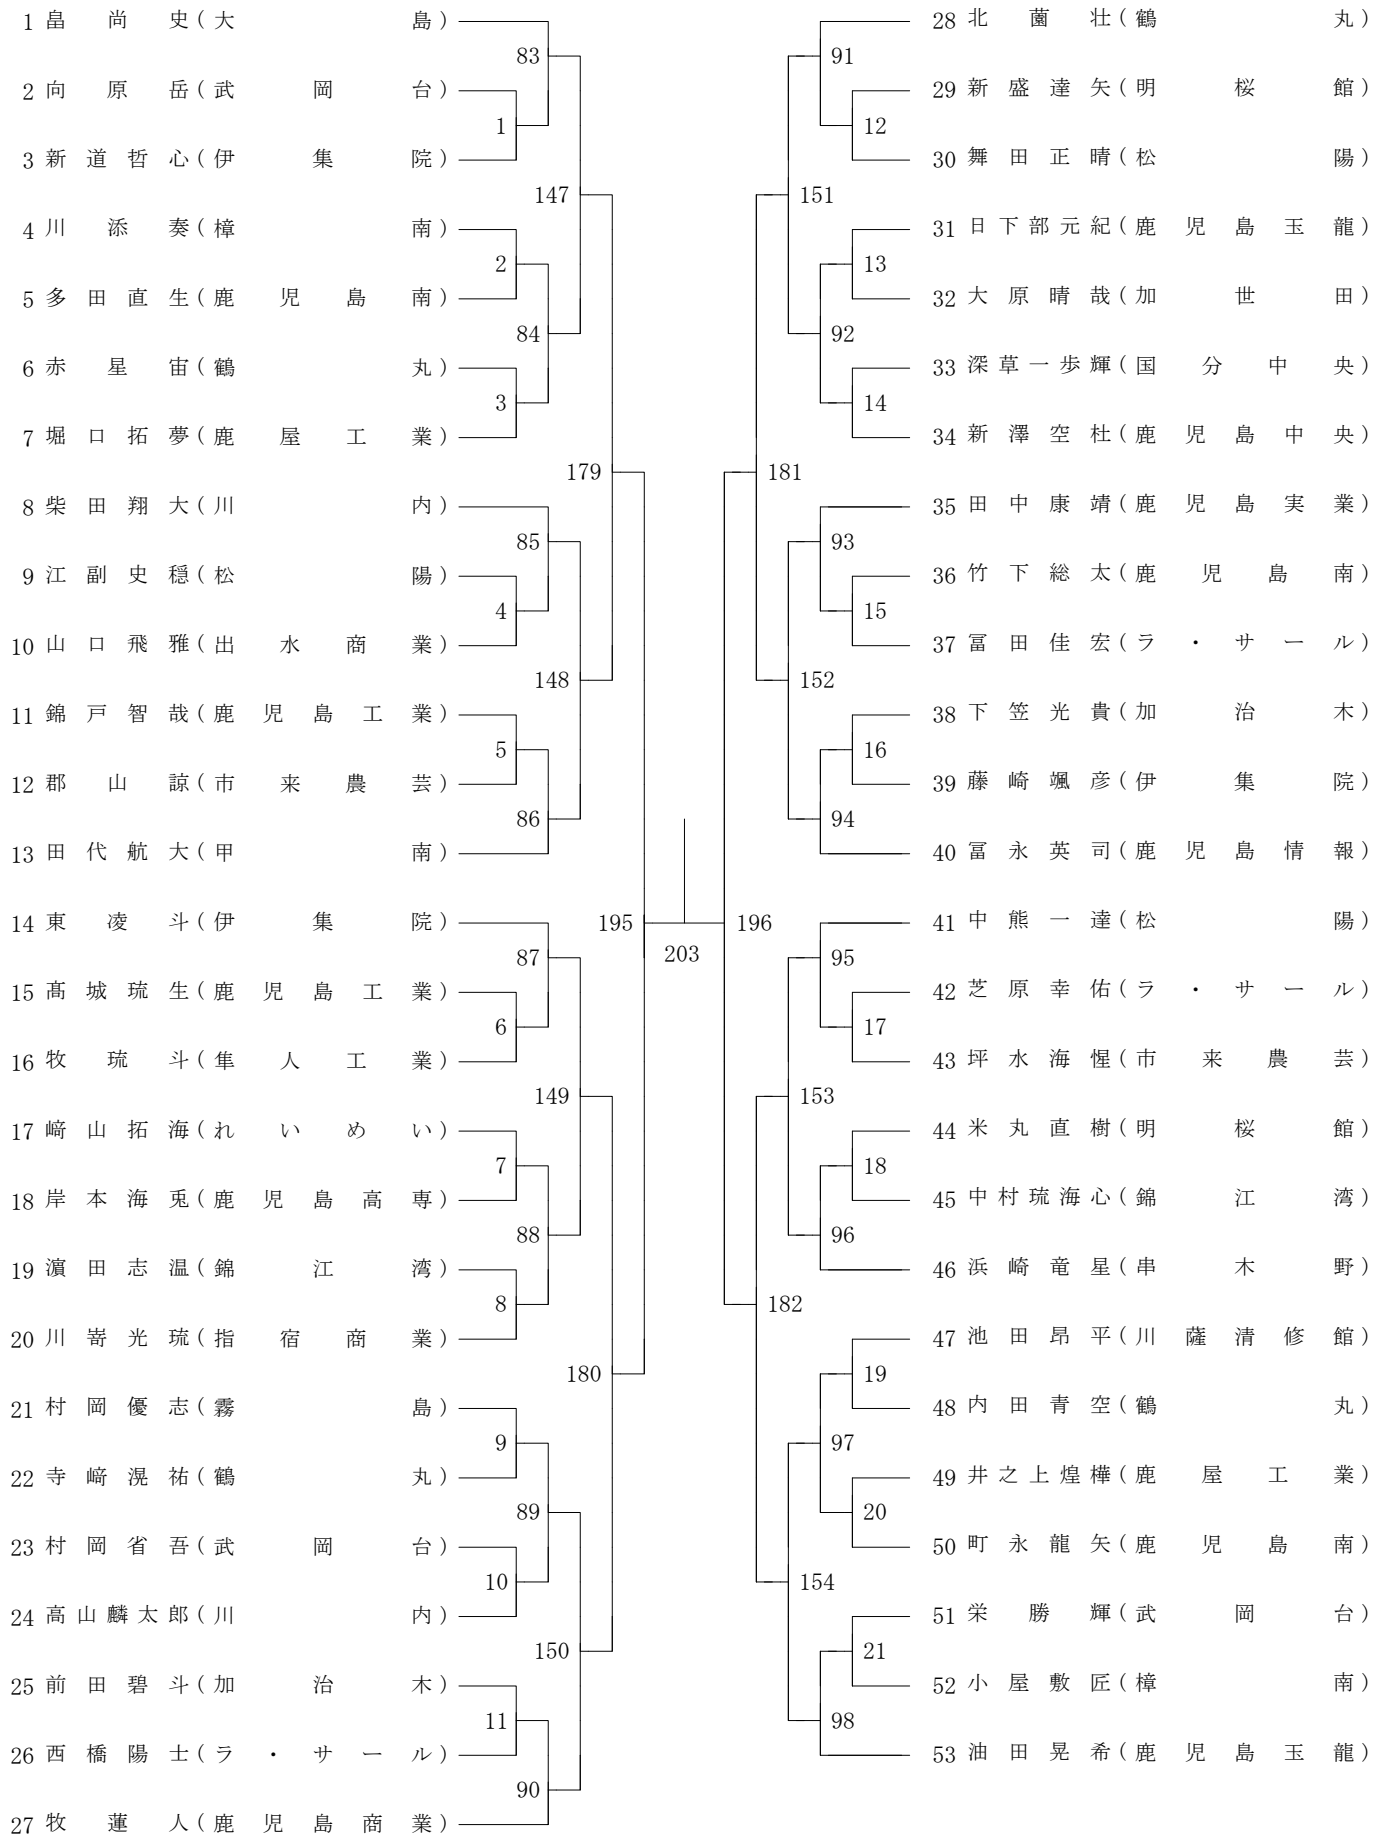 1 畠尚史(大島)
83
2 向原岳(武岡台)
1
3 新道哲心(伊集院)
147
4 川添奏(樟南)
2
5 多田直生(鹿児島南)
84
6 赤星宙(鶴丸)
3
7 堀口拓夢(鹿屋工業)
179
8 柴田翔大(川内)
85
9 江副史穏(松陽)
4
10 山口飛雅(出水商業)
148
11 錦戸智哉(鹿児島工業)
5
12 郡山諒(市来農芸)
86
13 田代航大(甲南)
14 東凌斗(伊集院)
195
87
15 髙城琉生(鹿児島工業)
6
16 牧琉斗(隼人工業)
149
17 﨑山拓海(れいめい)
7
18 岸本海兎(鹿児島高専)
88
19 濵田志温(錦江湾)
8
20 川嵜光琉(指宿商業)
180
21 村岡優志(霧島)
9
22 寺﨑滉祐(鶴丸)
89
23 村岡省吾(武岡台)
10
24 高山麟太郎(川内)
150
25 前田碧斗(加治木)
11
26 西橋陽士(ラ・サール)
90
27 牧蓮人(鹿児島商業)
203
28 北薗壮(鶴丸)
91
29 新盛達矢(明桜館)
12
30 舞田正晴(松陽)
151
31 日下部元紀(鹿児島玉龍)
13
32 大原晴哉(加世田)
92
33 深草一歩輝(国分中央)
14
34 新澤空杜(鹿児島中央)
181
35 田中康靖(鹿児島実業)
93
36 竹下総太(鹿児島南)
15
37 冨田佳宏(ラ・サール)
152
38 下笠光貴(加治木)
16
39 藤崎颯彦(伊集院)
94
40 冨永英司(鹿児島情報)
196
41 中熊一達(松陽)
95
42 芝原幸佑(ラ・サール)
17
43 坪水海惺(市来農芸)
153
44 米丸直樹(明桜館)
18
45 中村琉海心(錦江湾)
96
46 浜崎竜星(串木野)
182
47 池田昂平(川薩清修館)
19
48 内田青空(鶴丸)
97
49 井之上煌樺(鹿屋工業)
20
50 町永龍矢(鹿児島南)
154
51 栄勝輝(武岡台)
21
52 小屋敷匠(樟南)
98
53 油田晃希(鹿児島玉龍)